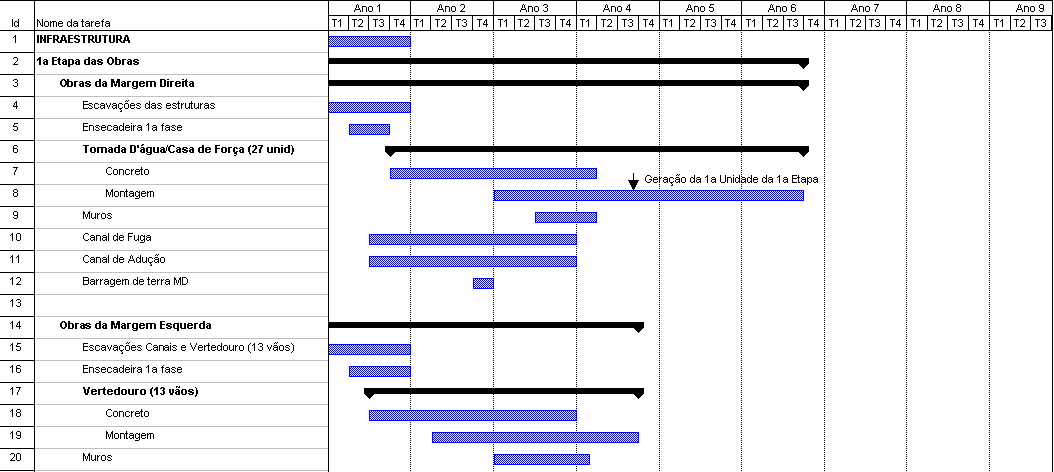 Ano 1 Ano 2 Ano 3 Ano 4 Ano 5 Ano 6 Ano 7 Ano 8 Ano 9
Id Nome da tarefa T1 T2 T3 T4 T1 T2 T3 T4 T1 T2 T3 T4 T1 T2 T3 T4 T1 T2 T3 T4 T1 T2 T3 T4 T1 T2 T3 T4 T1 T2 T3 T4 T1 T2 T3
1 INFRAESTRUTURA
2 1a Etapa das Obras
3 Obras da Margem Direita
4 Escavações das estruturas
5 Ensecadeira 1a fase
6 Tomada D'água/Casa de Força (27 unid)
7 Concreto
Geração da 1a Unidade da 1a Etapa
8 Montagem
9 Muros
10 Canal de Fuga
11 Canal de Adução
12 Barragem de terra MD
13
14 Obras da Margem Esquerda
15 Escavações Canais e Vertedouro (13 vãos)
16 Ensecadeira 1a fase
17 Vertedouro (13 vãos)
18 Concreto
19 Montagem
20 Muros